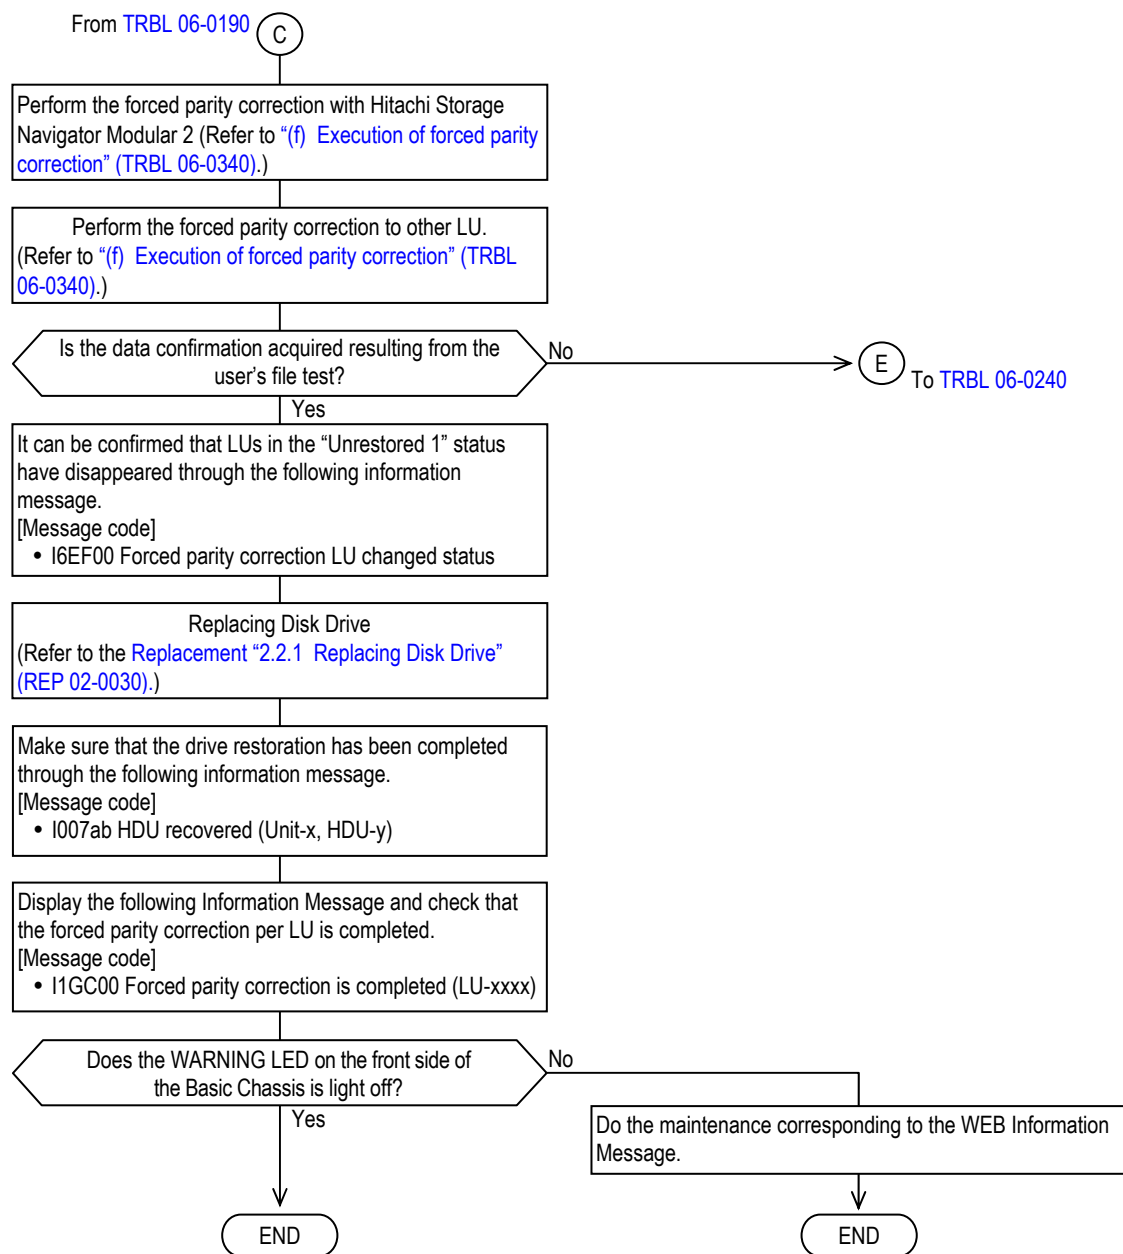 From TRBL 06-0190
C
Perform the forced parity correction with Hitachi Storage
Navigator Modular 2 (Refer to “(f) Execution of forced parity
correction” (TRBL 06-0340).)
Perform the forced parity correction to other LU.
(Refer to “(f) Execution of forced parity correction” (TRBL
06-0340).)
Is the data confirmation acquired resulting from the
user’s file test?
No
E
To TRBL 06-0240
Yes
It can be confirmed that LUs in the “Unrestored 1” status
have disappeared through the following information
message.
[Message code]
• I6EF00 Forced parity correction LU changed status
Replacing Disk Drive
(Refer to the Replacement “2.2.1 Replacing Disk Drive”
(REP 02-0030).)
Make sure that the drive restoration has been completed
through the following information message.
[Message code]
• I007ab HDU recovered (Unit-x, HDU-y)
Display the following Information Message and check that
the forced parity correction per LU is completed.
[Message code]
• I1GC00 Forced parity correction is completed (LU-xxxx)
Does the WARNING LED on the front side of
the Basic Chassis is light off?
No
Yes
Do the maintenance corresponding to the WEB Information
Message.
END
END